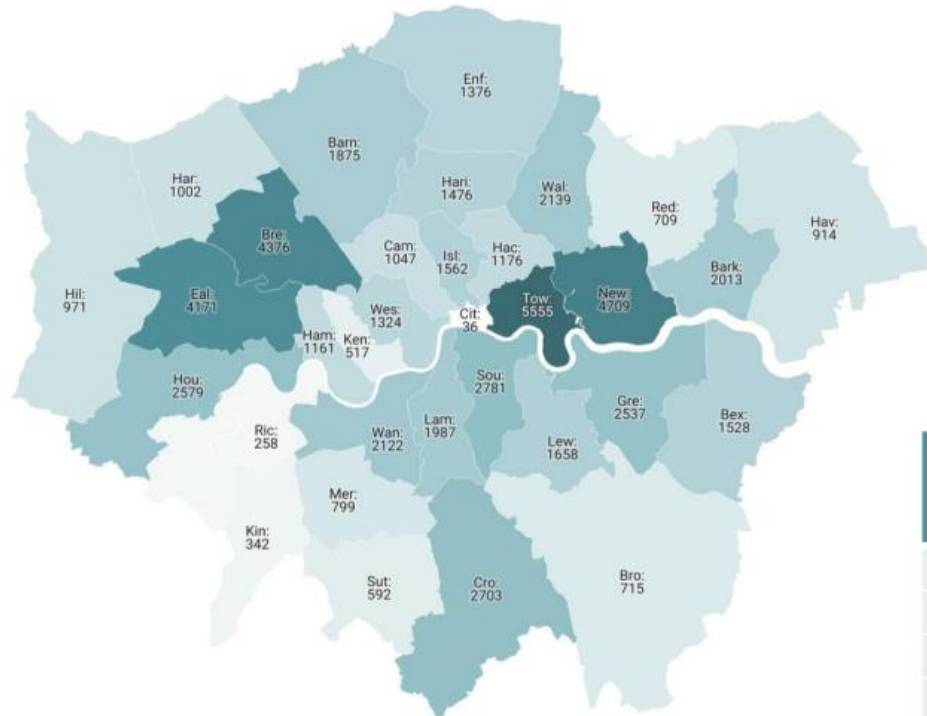 Enf:
1376
Barn:
1875
Har:
1002
Hari:
1476
Wal:
2139
Red:
709
Hav:
914
Bre:
4376
Cam:
1047
Isl:
1562
Hac:
1176
Bark:
2013
Hil:
971
Eal:
4171
Wes:
1324
Cit:
36
Tow:
5555
New:
4709
Ham:
1161
Ken:
517
Hou:
2579
Sou:
2781
Gre:
2537
Bex:
1528
Ric:
258
Wan:
2122
Lam:
1987
Lew:
1658
Mer:
799
Kin:
342
Sut:
592
Cro:
2703
Bro:
715